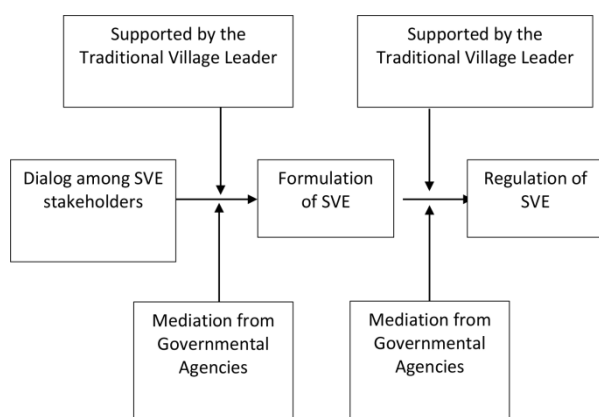 Supported by the
Traditional Village Leader
Supported by the
Traditional Village Leader
Dialog among SVE
stakeholders
Formulation
of SVE
Regulation of
SVE
Mediation from
Governmental
Agencies
Mediation from
Governmental
Agencies